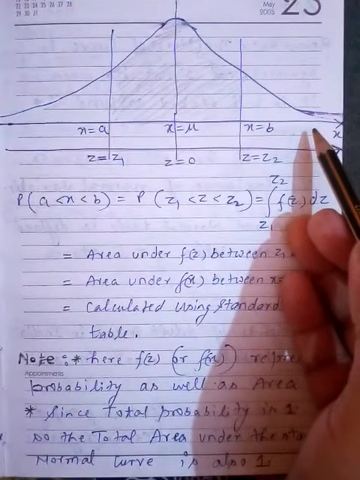 May
2005
25
x=a x=μ x=b x
z=z₁ z=0 z=z₂
P(a<x<b) = P(z₁<z<z₂) = ∫ f(z) dz
z₂
z₁
= Area under f(z) between z₁
= Area under f(x) between x=
= Calculated using Standard
table.
Note:* here f(z) (or f(x))
Appointments
probability as well as Area
* Since Total probability is 1
so the Total Area under the
Normal Curve is also 1